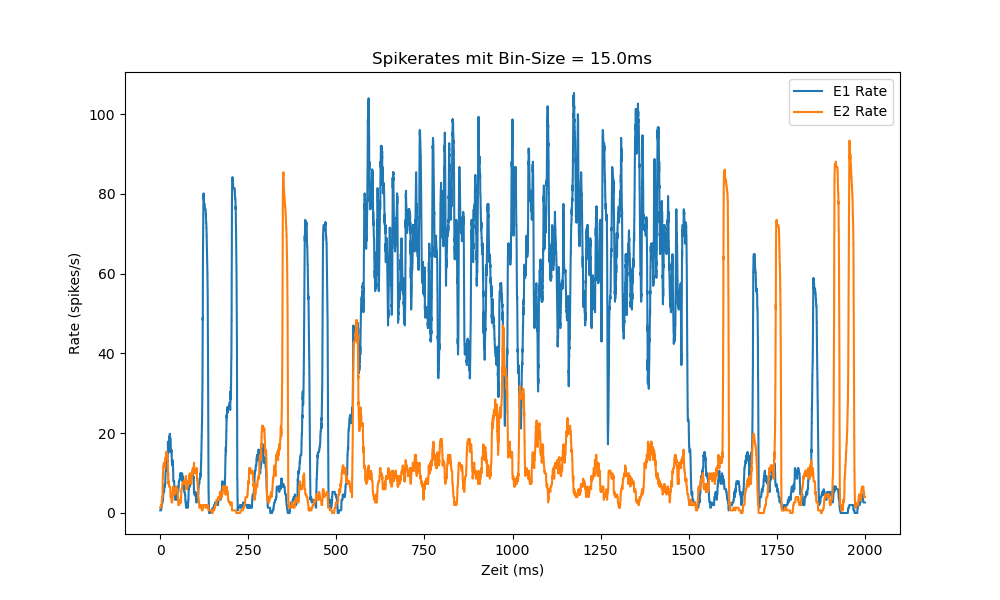 Spikerates mit Bin-Size = 15.0ms
E1 Rate
E2 Rate
100
80
60
40
20
0
Rate (spikes/s)
0 250 500 750 1000 1250 1500 1750 2000
Zeit (ms)